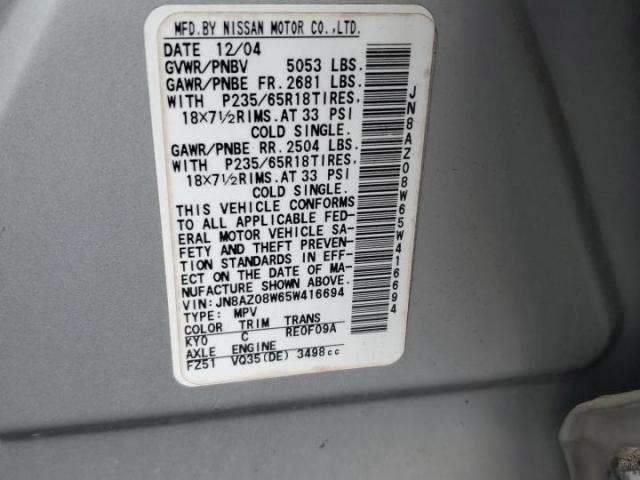 MFD.BY NISSAN MOTOR CO.,LTD.
DATE 12/04
GVWR/PNBV 5053 LBS.
GAWR/PNBE FR. 2681 LBS.
WITH P235/65R18TIRES,
18×7½RIMS.AT 33 PSI
COLD SINGLE.
GAWR/PNBE RR. 2504 LBS.
WITH P235/65R18TIRES,
18×7½RIMS.AT 33 PSI
COLD SINGLE.
THIS VEHICLE CONFORMS
TO ALL APPLICABLE FED-
ERAL MOTOR VEHICLE SA-
FETY AND THEFT PREVEN-
TION STANDARDS IN EFF-
ECT ON THE DATE OF MA-
NUFACTURE SHOWN ABOVE.
VIN:JN8AZ08W65W416694
TYPE: MPV
COLOR TRIM TRANS
KY0 C RE0F09A
AXLE ENGINE
FZ51 VQ35(DE) 3498cc
JN8AZ08W65W416694